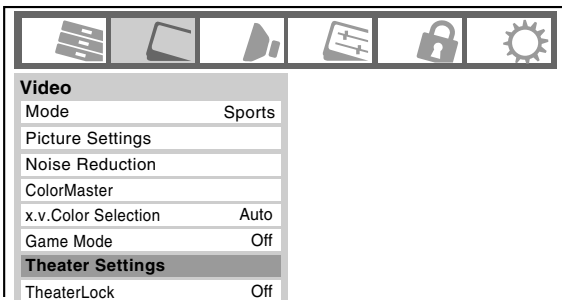 Video
Mode Sports
Picture Settings
Noise Reduction
ColorMaster
x.v.Color Selection Auto
Game Mode Off
Theater Settings
TheaterLock Off